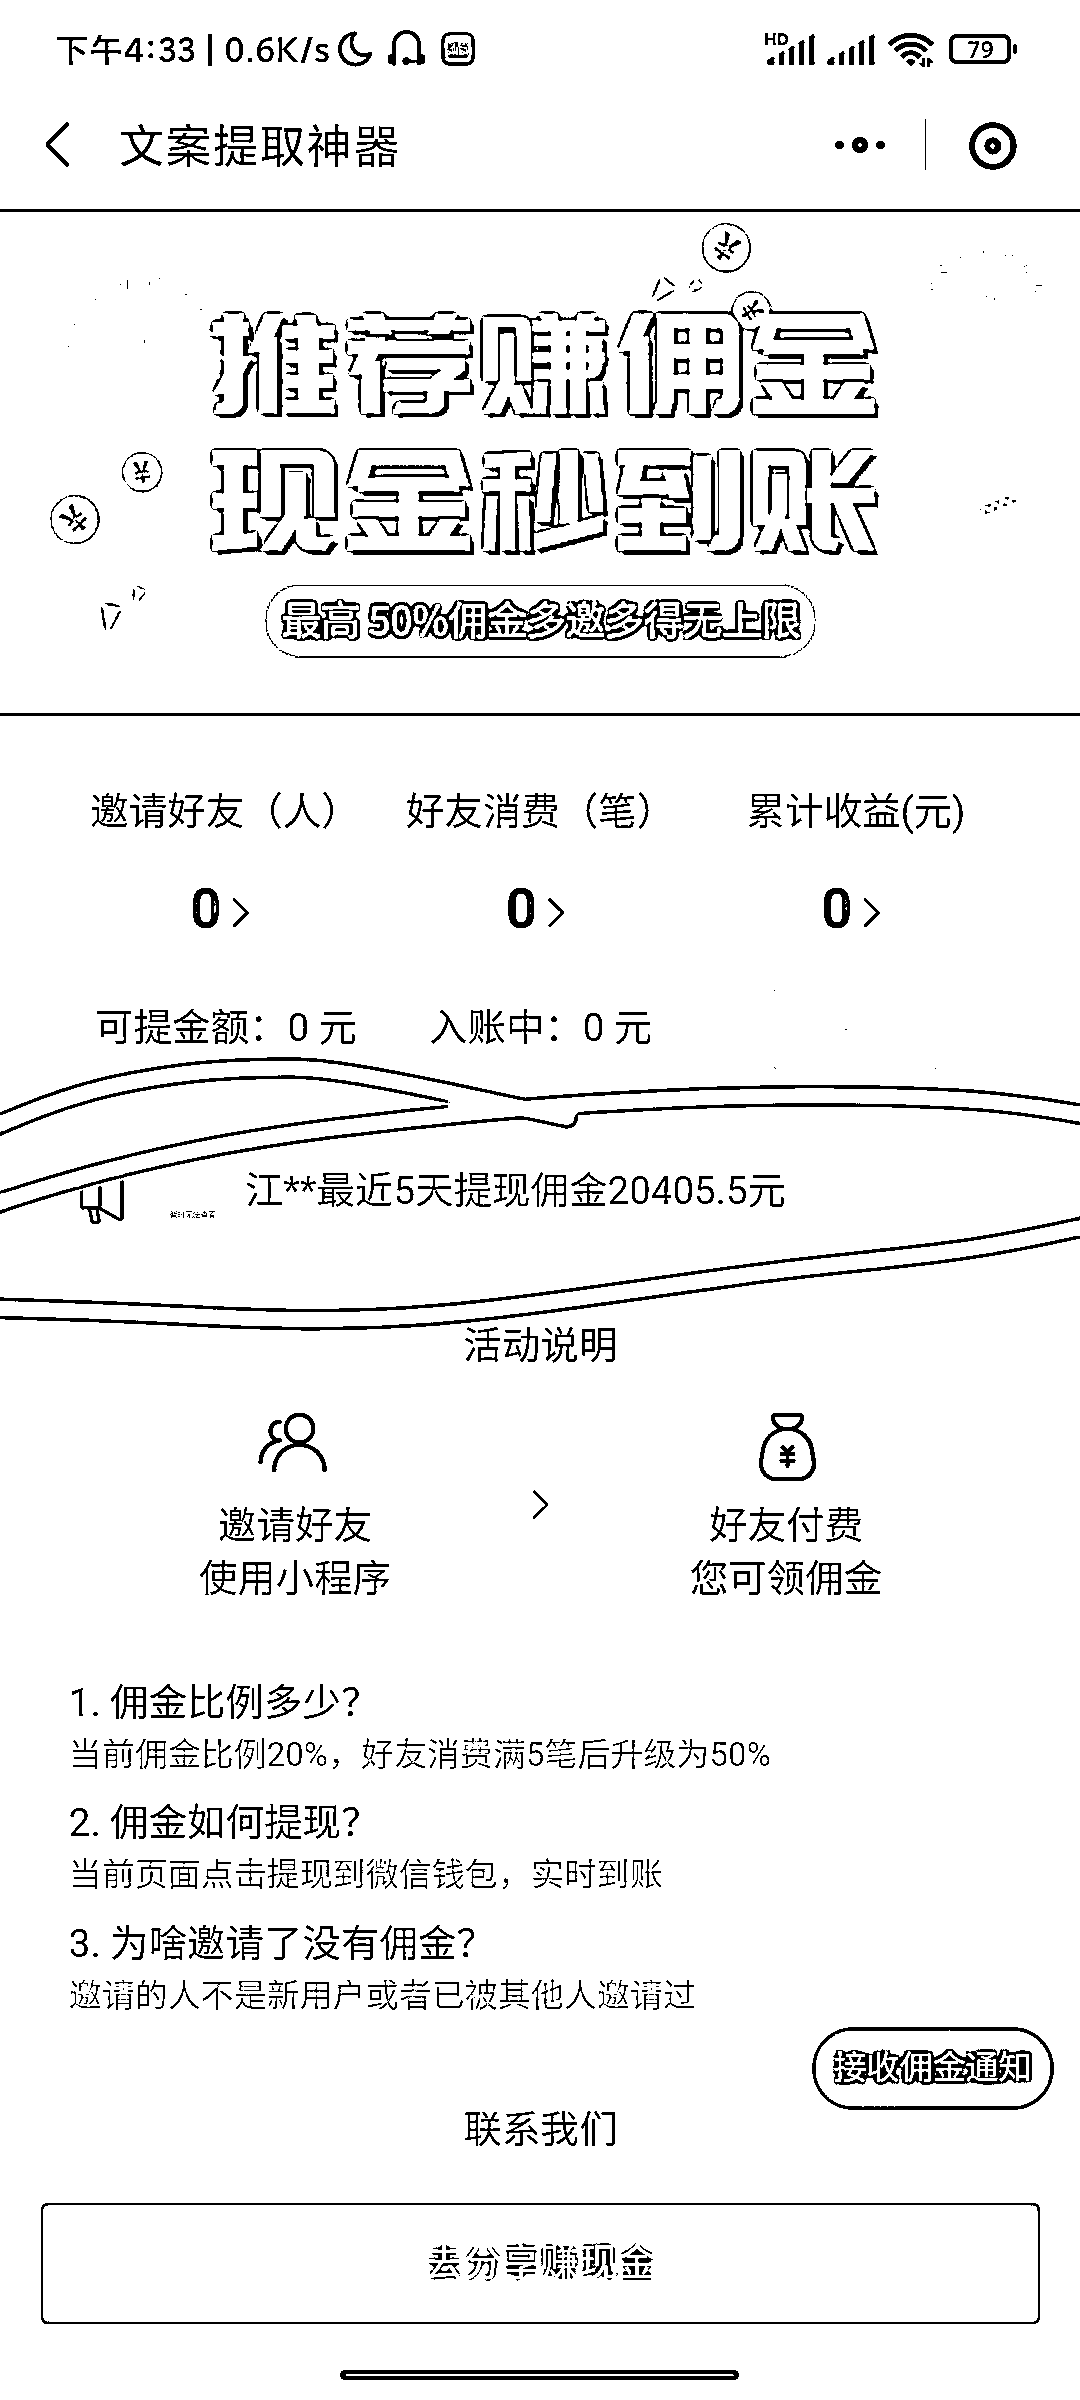 下午4:33 | 0.6K/s
HD
79
文案提取神器
推荐赚佣金
现金秒到账
最高 50%佣金多邀多得无上限
邀请好友（人） 好友消费（笔） 累计收益(元)
0 > 0 > 0 >
可提金额：0 元 入账中：0 元
江**最近5天提现佣金20405.5元
活动说明
邀请好友
使用小程序
>
好友付费
您可领佣金
1. 佣金比例多少？
当前佣金比例20%，好友消费满5笔后升级为50%
2. 佣金如何提现？
当前页面点击提现到微信钱包，实时到账
3. 为啥邀请了没有佣金？
邀请的人不是新用户或者已被其他人邀请过
接收佣金通知
联系我们
去分享赚现金